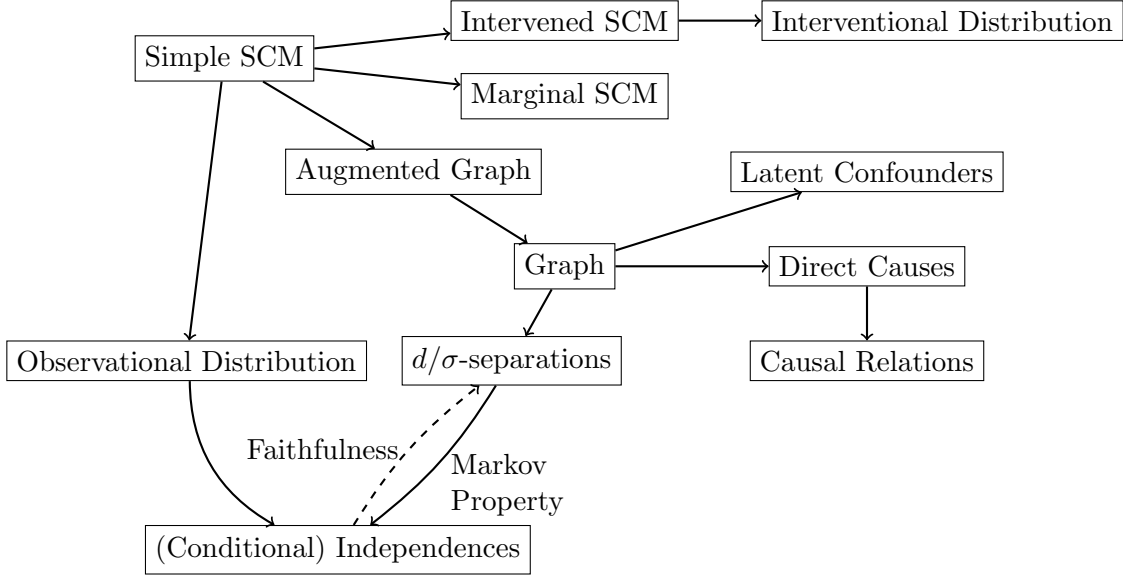 Intervened SCM
Interventional Distribution
Simple SCM
Marginal SCM
Augmented Graph
Latent Confounders
Graph
Direct Causes
Observational Distribution
d/σ-separations
Causal Relations
Faithfulness
Markov
Property
(Conditional) Independences